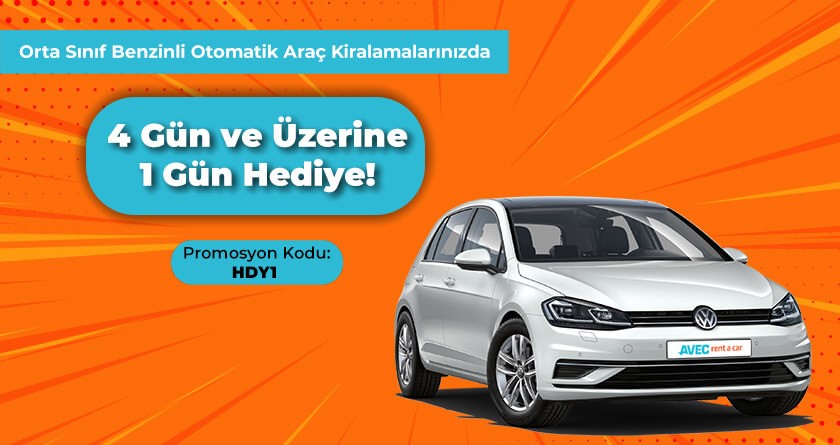 Orta Sınıf Benzinli Otomatik Araç Kiralamalarınızda
4 Gün ve Üzerine
1 Gün Hediye!
Promosyon Kodu:
HDY1
AVEC rent a car